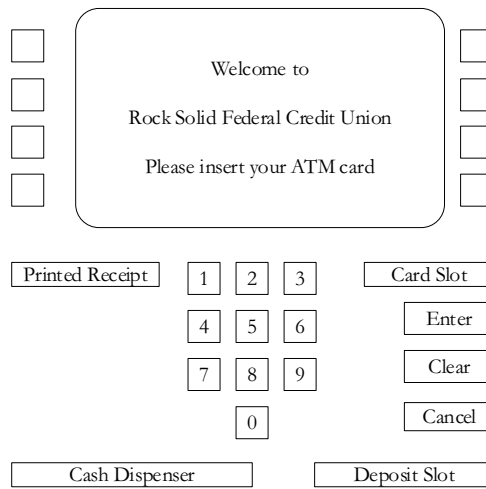 Welcome to
Rock Solid Federal Credit Union
Please insert your ATM card
Printed Receipt
1 2 3
Card Slot
4 5 6
Enter
7 8 9
Clear
0
Cancel
Cash Dispenser
Deposit Slot